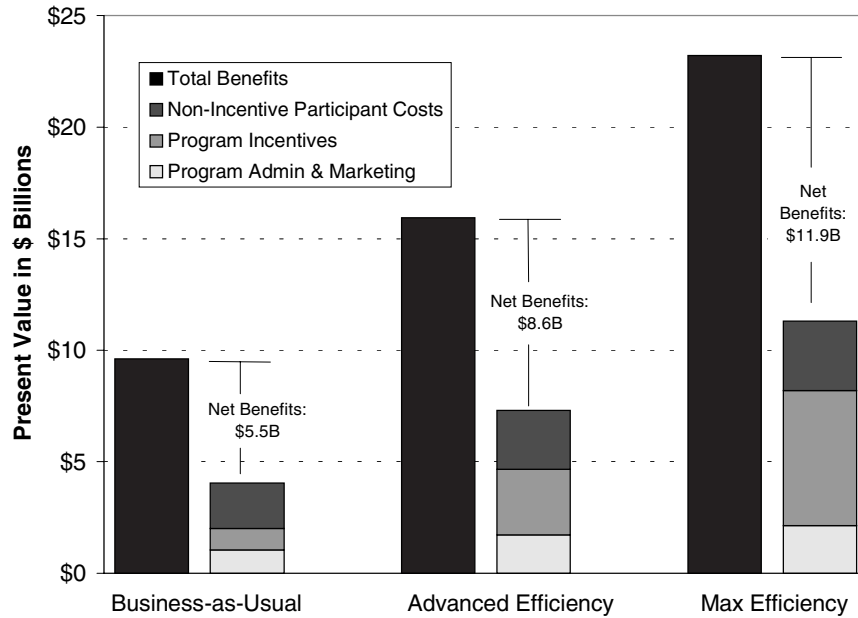 $25
$20
$15
$10
$5
$0
Present Value in $ Billions
Total Benefits
Non-Incentive Participant Costs
Program Incentives
Program Admin & Marketing
Net Benefits:
$5.5B
Net Benefits:
$8.6B
Net
Benefits:
$11.9B
Business-as-Usual
Advanced Efficiency
Max Efficiency